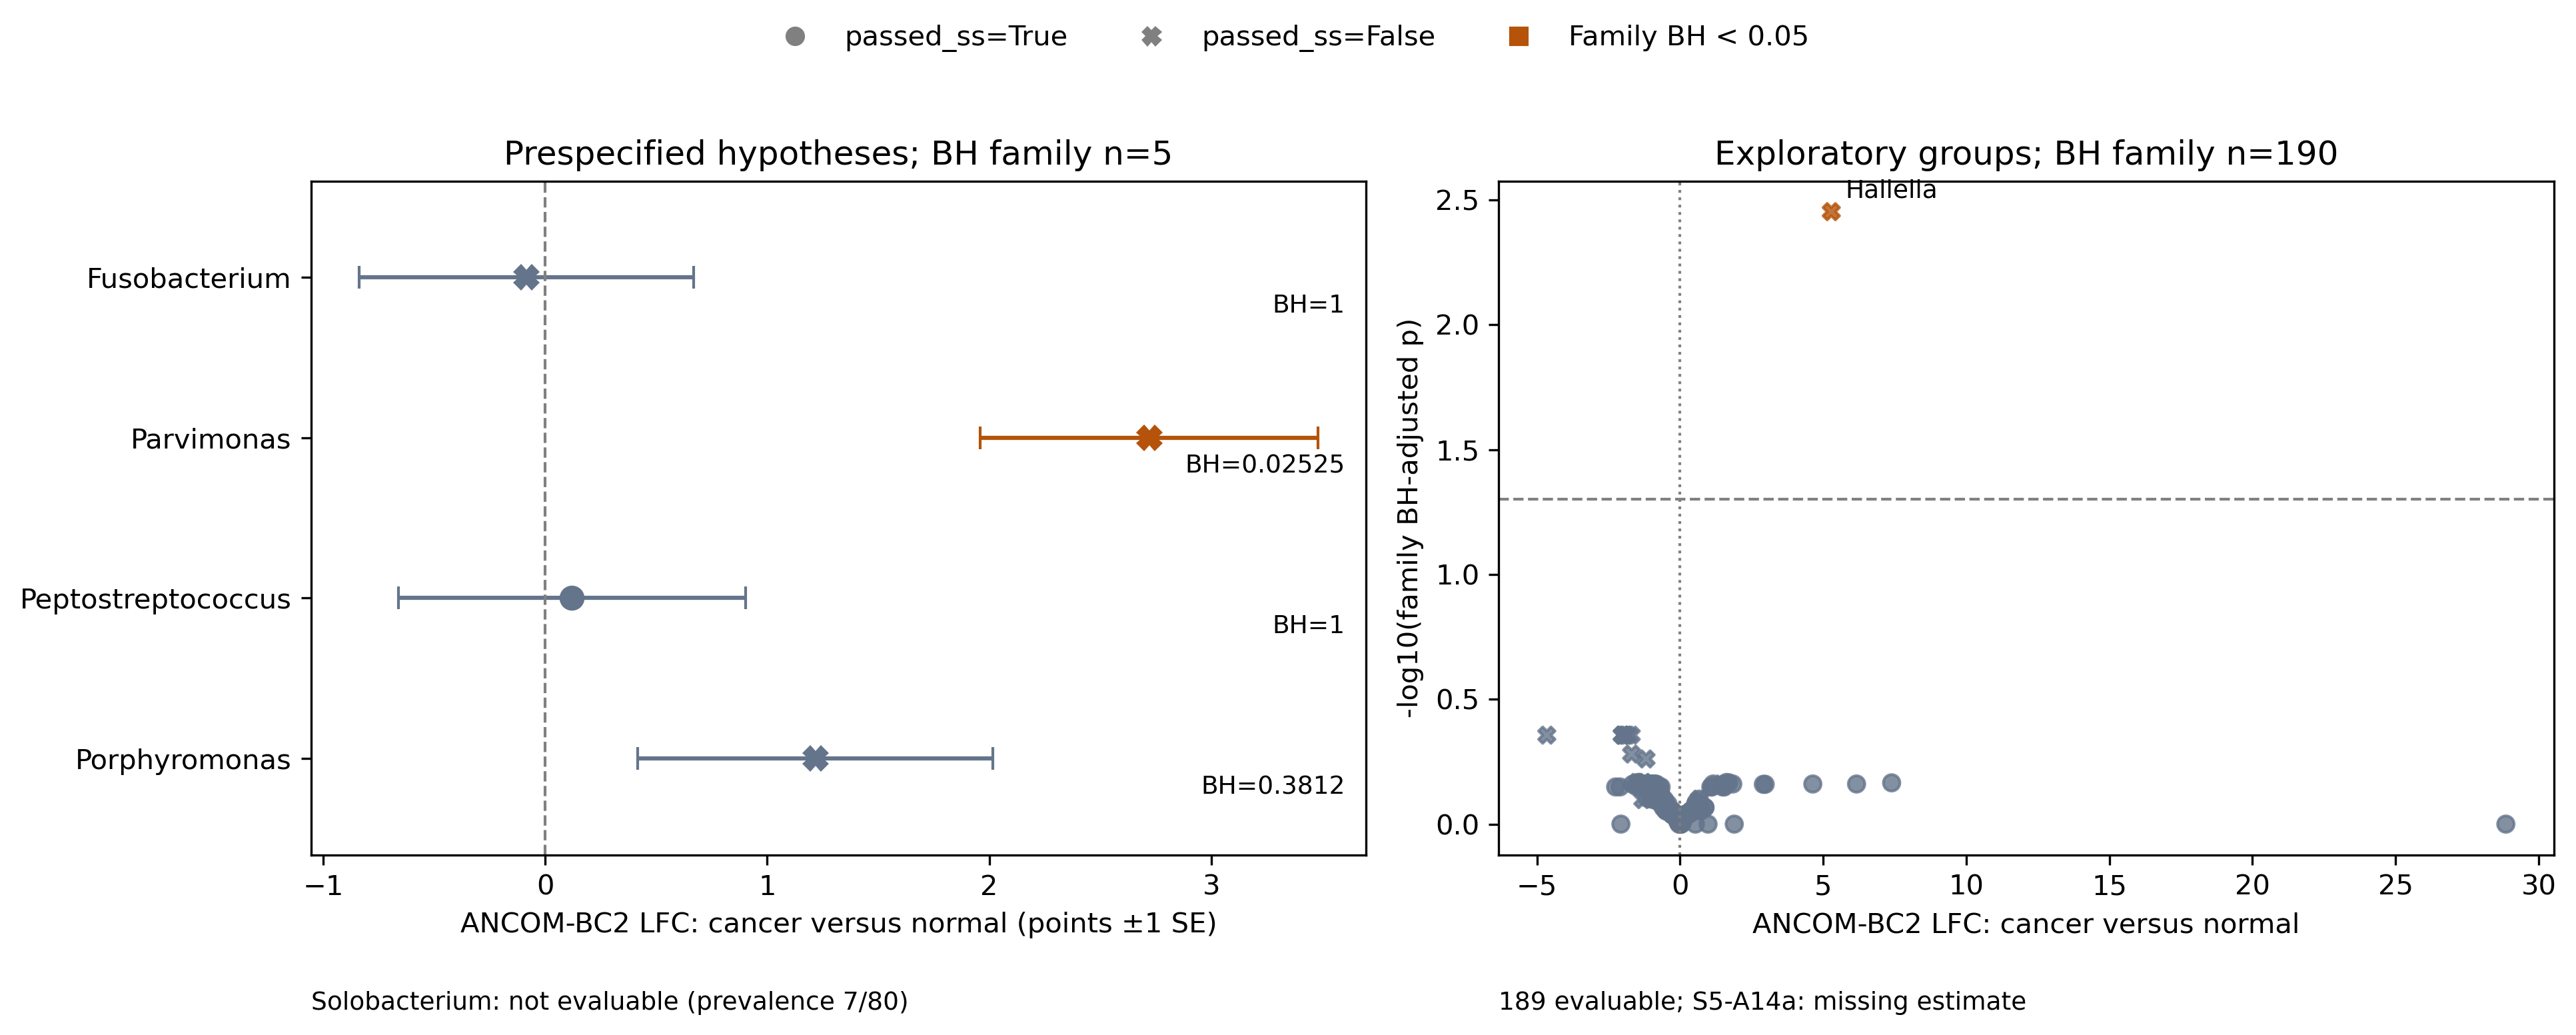 passed_ss=True passed_ss=False Family BH < 0.05
Prespecified hypotheses; BH family n=5
Fusobacterium
BH=1
Parvimonas
BH=0.02525
Peptostreptococcus
BH=1
Porphyromonas
BH=0.3812
−1 0 1 2 3
ANCOM-BC2 LFC: cancer versus normal (points ±1 SE)
Solobacterium: not evaluable (prevalence 7/80)
Exploratory groups; BH family n=190
Hallella
-log10(family BH-adjusted p)
2.5
2.0
1.5
1.0
0.5
0.0
−5 0 5 10 15 20 25 30
ANCOM-BC2 LFC: cancer versus normal
189 evaluable; S5-A14a: missing estimate